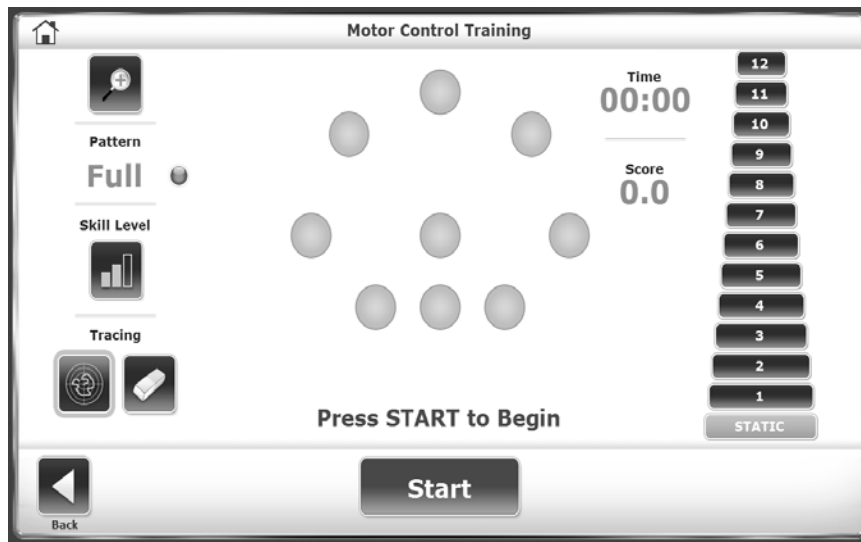 Motor Control Training
Pattern
Full
Skill Level
Tracing
Time
00:00
Score
0.0
12
11
10
9
8
7
6
5
4
3
2
1
STATIC
Press START to Begin
Back
Start